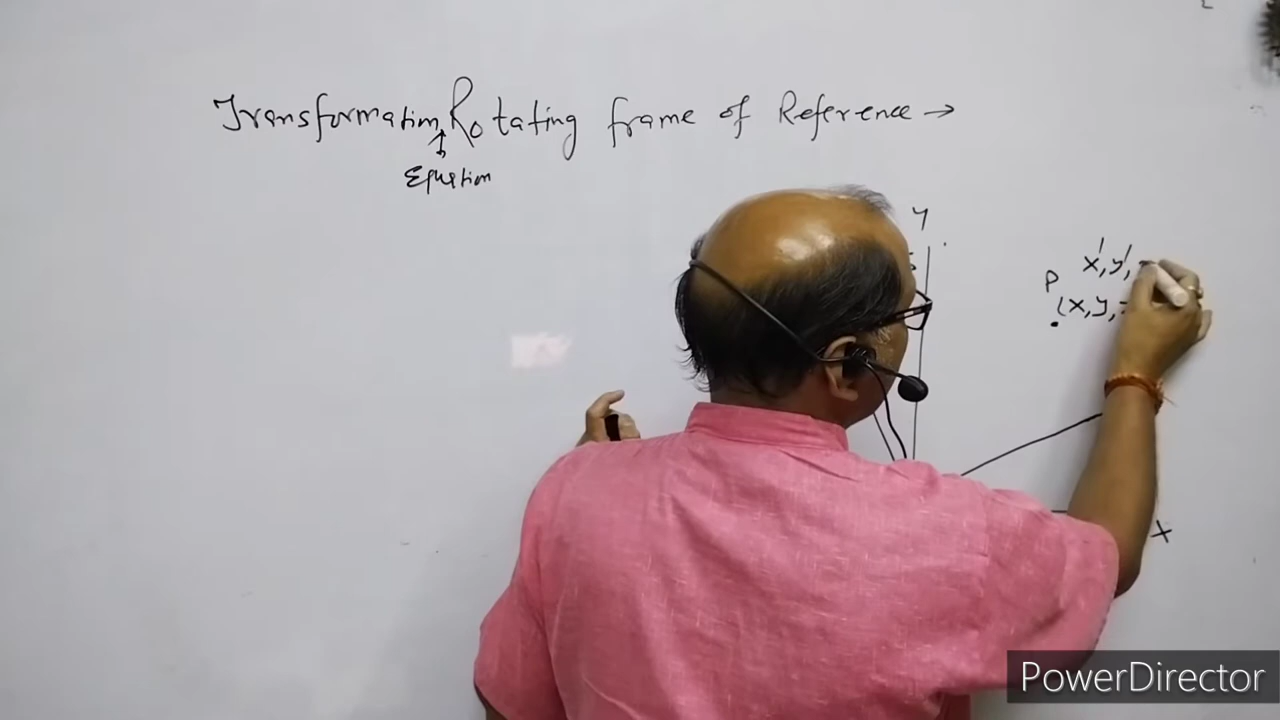 Transformation Rotating frame of Reference →
Equation
Y
x', y',
P
(x, y,
X
PowerDirector